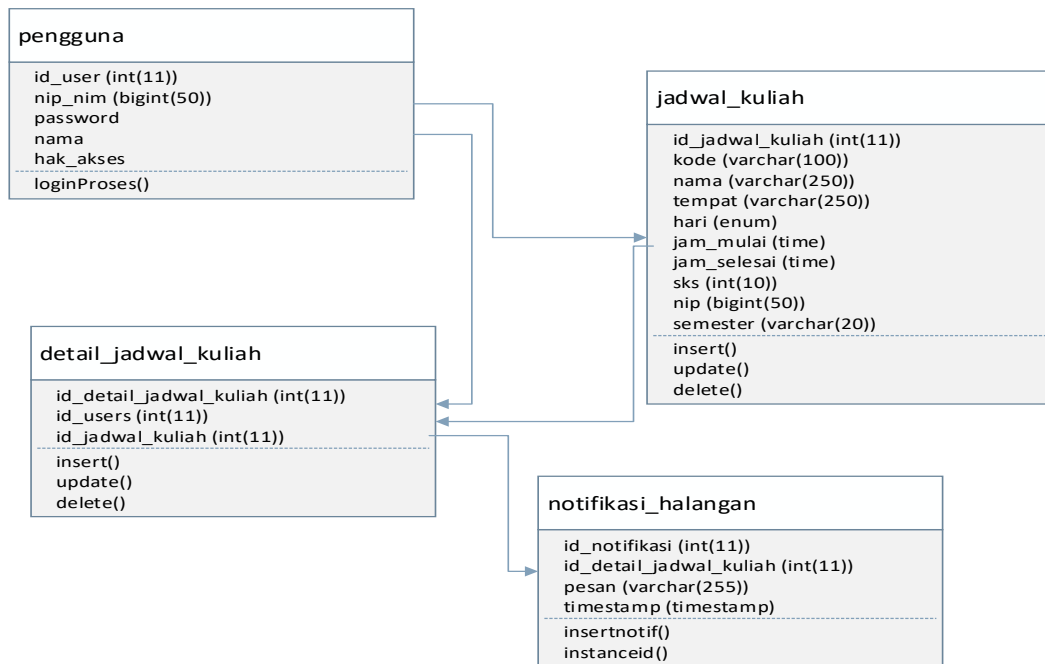 pengguna
id_user (int(11))
nip_nim (bigint(50))
password
nama
hak_akses
loginProses()
jadwal_kuliah
id_jadwal_kuliah (int(11))
kode (varchar(100))
nama (varchar(250))
tempat (varchar(250))
hari (enum)
jam_mulai (time)
jam_selesai (time)
sks (int(10))
nip (bigint(50))
semester (varchar(20))
insert()
update()
delete()
detail_jadwal_kuliah
id_detail_jadwal_kuliah (int(11))
id_users (int(11))
id_jadwal_kuliah (int(11))
insert()
update()
delete()
notifikasi_halangan
id_notifikasi (int(11))
id_detail_jadwal_kuliah (int(11))
pesan (varchar(255))
timestamp (timestamp)
insertnotif()
instanceid()